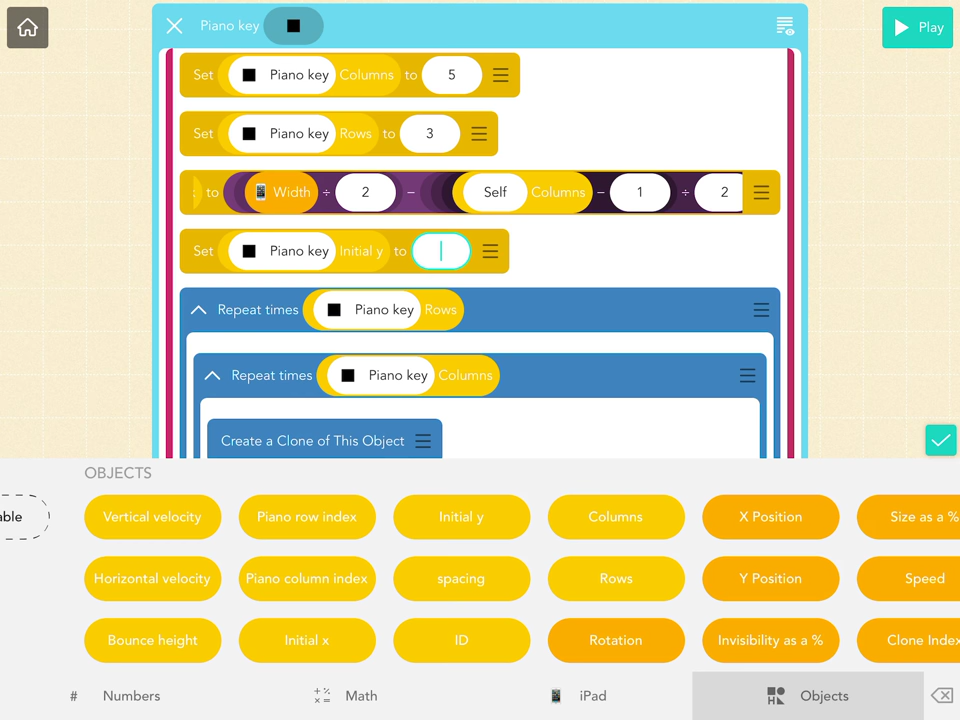 Piano key
Play
Set Piano key Columns to 5
Set Piano key Rows to 3
to Width ÷ 2 − Self Columns − 1 ÷ 2
Set Piano key Initial y to
Repeat times Piano key Rows
Repeat times Piano key Columns
Create a Clone of This Object
OBJECTS
able Vertical velocity Piano row index Initial y Columns X Position Size as a %
Horizontal velocity Piano column index spacing Rows Y Position Speed
Bounce height Initial x ID Rotation Invisibility as a % Clone Index
# Numbers Math iPad Objects